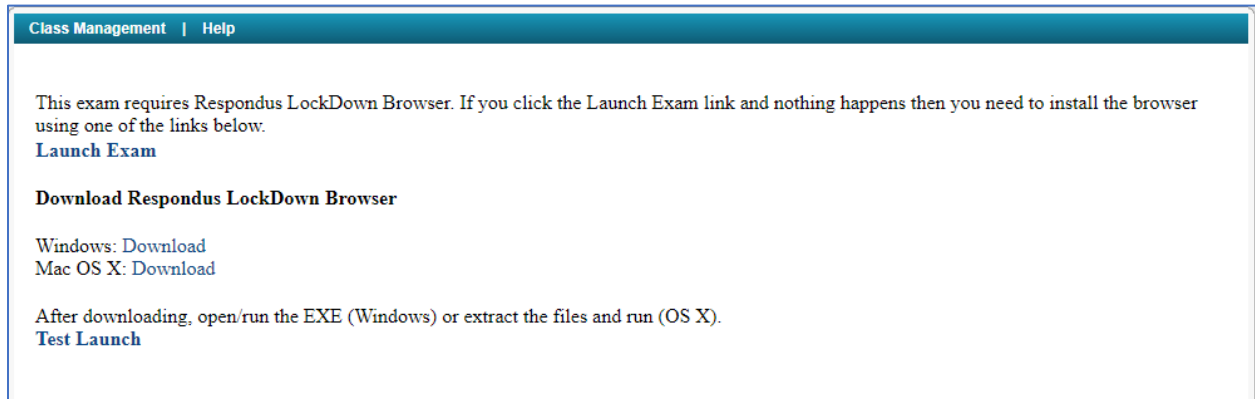 Class Management | Help
This exam requires Respondus LockDown Browser. If you click the Launch Exam link and nothing happens then you need to install the browser
using one of the links below.
Launch Exam
Download Respondus LockDown Browser
Windows: Download
Mac OS X: Download
After downloading, open/run the EXE (Windows) or extract the files and run (OS X).
Test Launch